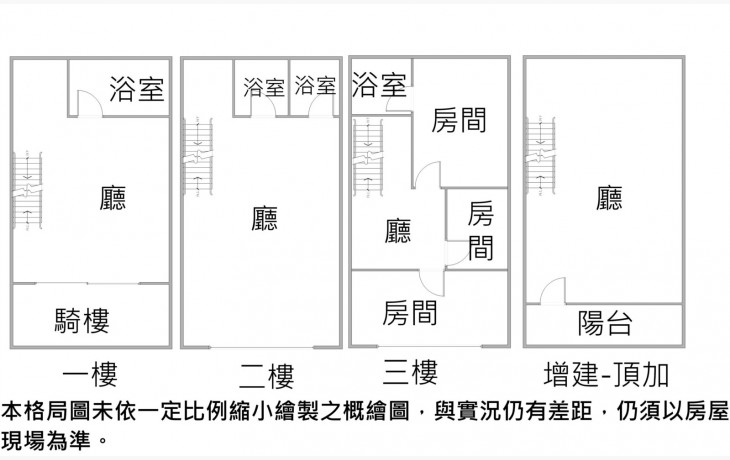 浴室
廳
騎樓
一樓
浴室
浴室
廳
二樓
浴室
房間
房間
廳
房間
三樓
廳
陽台
增建-頂加
本格局圖未依一定比例縮小繪製之概繪圖，與實況仍有差距，仍須以房屋
現場為準。